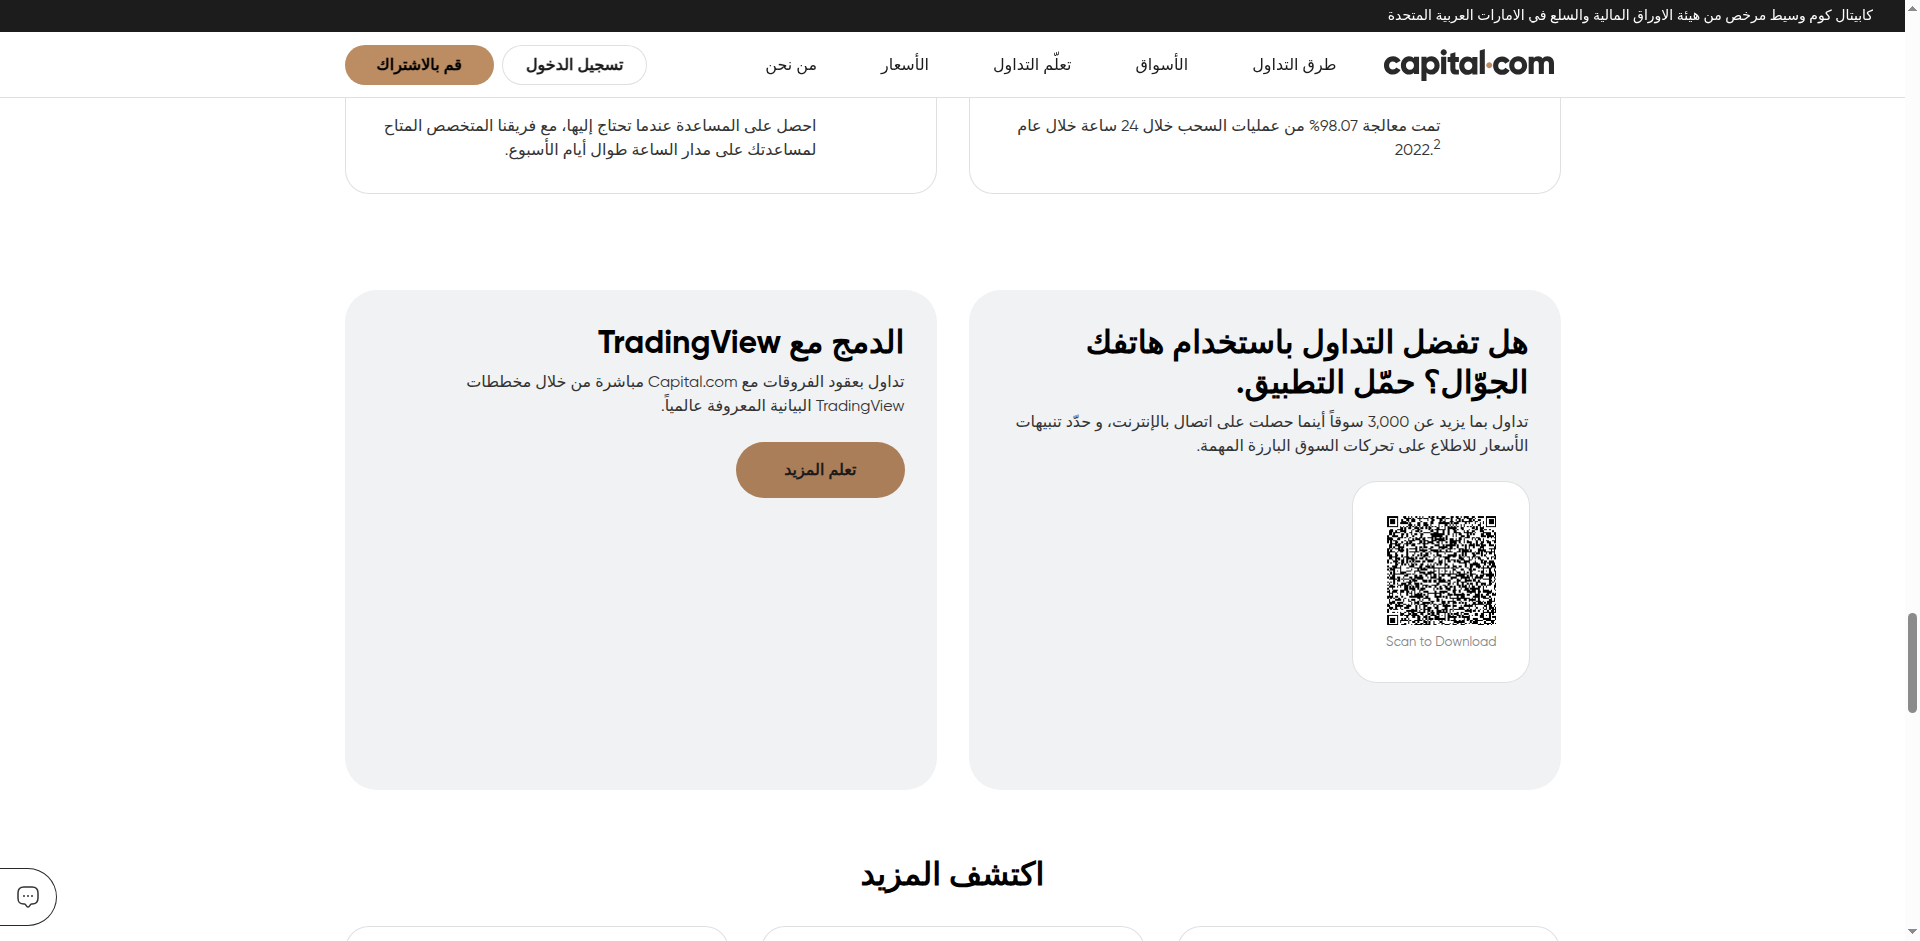 كابيتال كوم وسيط مرخص من هيئة الاوراق المالية والسلع في الامارات العربية المتحدة
capital.com
طرق التداول
الأسواق
تعلّم التداول
الأسعار
من نحن
تسجيل الدخول
قم بالاشتراك
تمت معالجة 98.07% من عمليات السحب خلال 24 ساعة خلال عام
2022.2
احصل على المساعدة عندما تحتاج إليها، مع فريقنا المتخصص المتاح
لمساعدتك على مدار الساعة طوال أيام الأسبوع.
هل تفضل التداول باستخدام هاتفك
الجوّال؟ حمّل التطبيق.
تداول بما يزيد عن 3,000 سوقاً أينما حصلت على اتصال بالإنترنت، و حدّد تنبيهات
الأسعار للاطلاع على تحركات السوق البارزة المهمة.
Scan to Download
الدمج مع TradingView
تداول بعقود الفروقات مع Capital.com مباشرة من خلال مخططات
TradingView البيانية المعروفة عالمياً.
تعلم المزيد
اكتشف المزيد